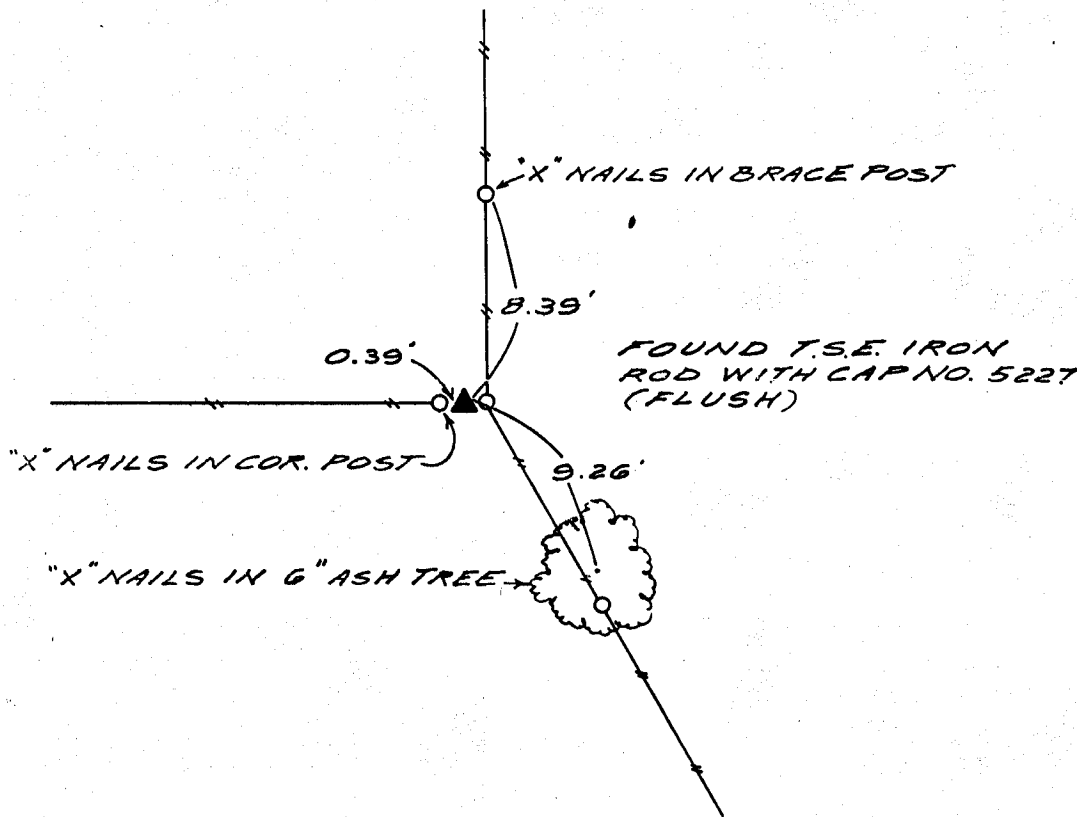 "X" NAILS IN BRACE POST
8.39'
0.39'
FOUND T.S.E. IRON
ROD WITH CAP NO. 5227
(FLUSH)
"X" NAILS IN COR. POST
9.26'
"X" NAILS IN 6" ASH TREE